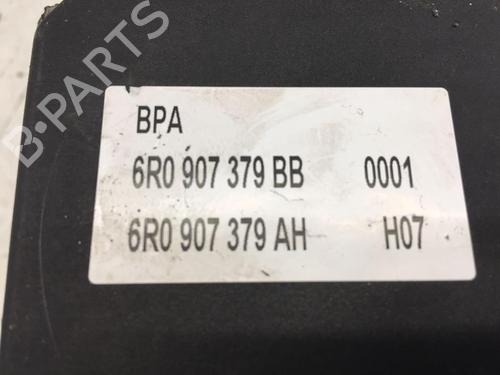 B-PARTS
BPA
6R0 907 379 BB 0001
6R0 907 379 AH H07